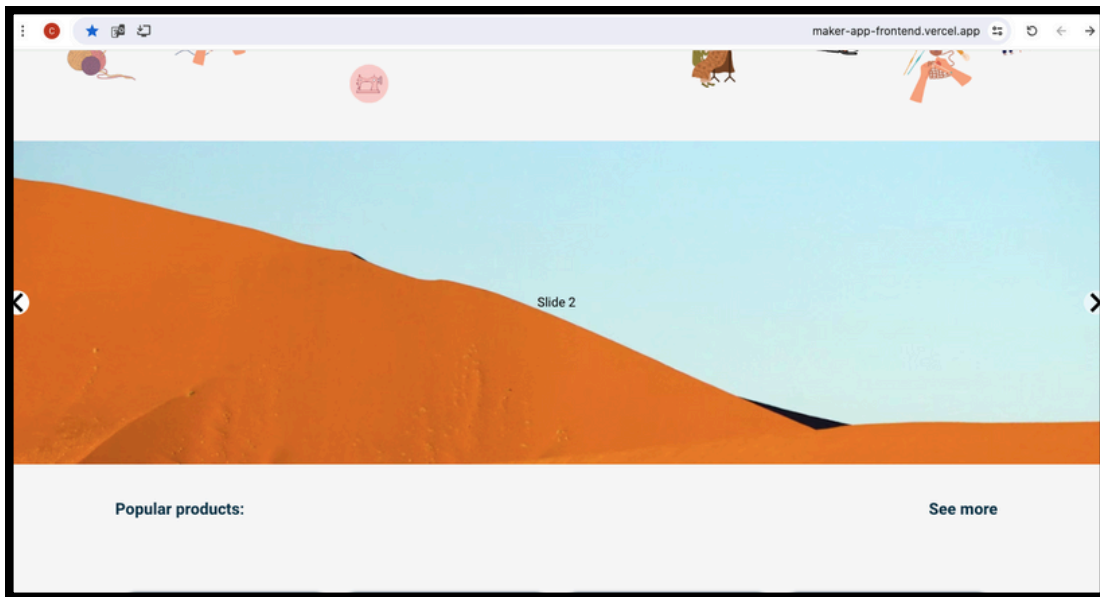 C
maker-app-frontend.vercel.app
Slide 2
Popular products:
See more